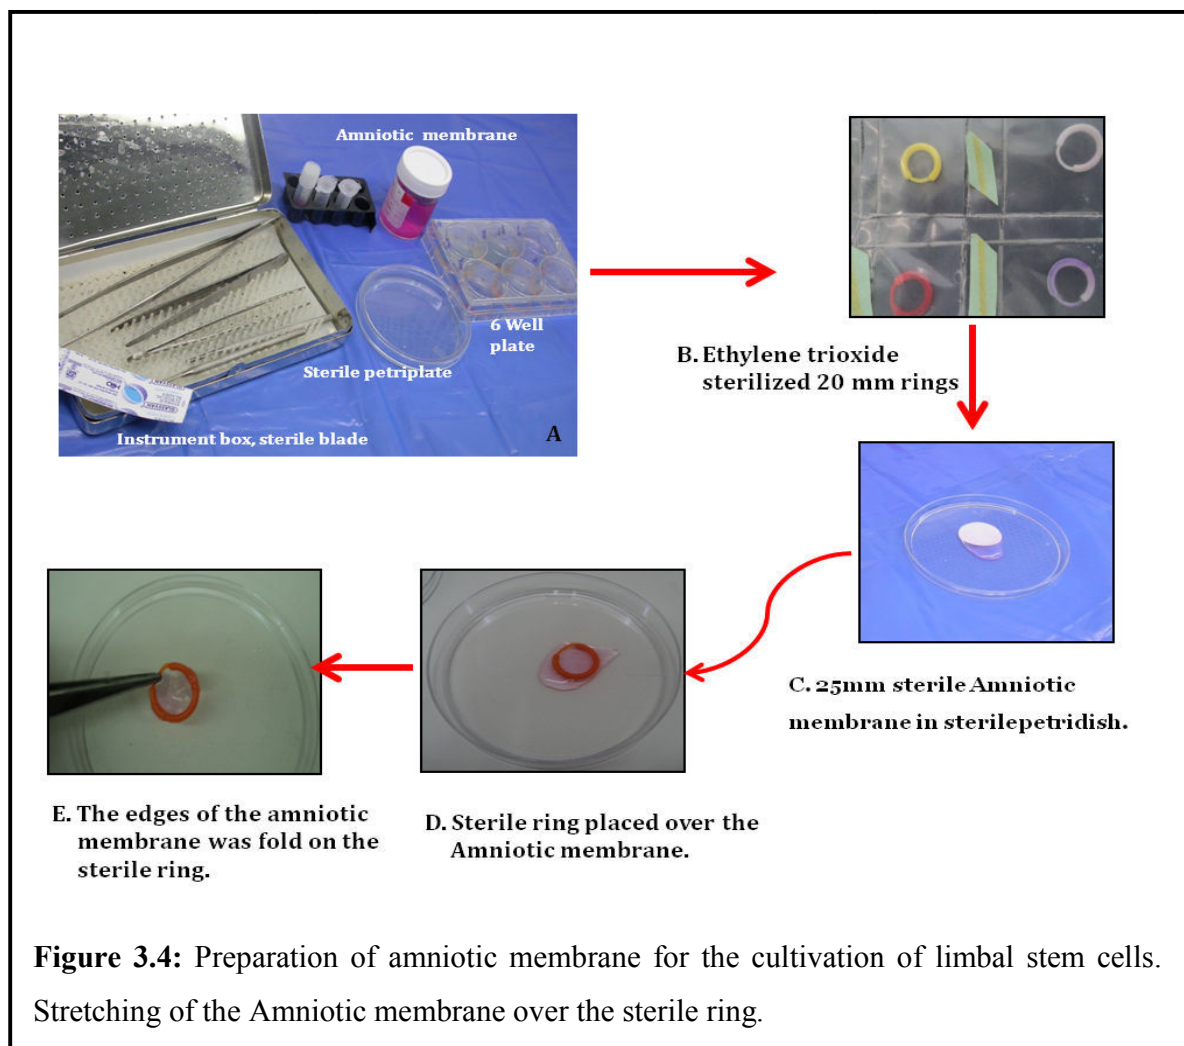 Amniotic membrane
6 Well
plate
Sterile petriplate
Instrument box, sterile blade
A
B. Ethylene trioxide
sterilized 20 mm rings
C. 25mm sterile Amniotic
membrane in sterilepetridish.
D. Sterile ring placed over the
Amniotic membrane.
E. The edges of the amniotic
membrane was fold on the
sterile ring.
Figure 3.4: Preparation of amniotic membrane for the cultivation of limbal stem cells.
Stretching of the Amniotic membrane over the sterile ring.